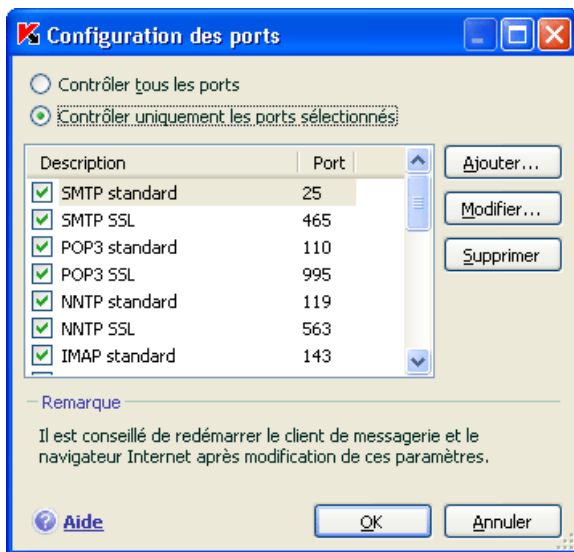 Configuration des ports
Contrôler tous les ports
Contrôler uniquement les ports sélectionnés
Description Port
SMTP standard 25
SMTP SSL 465
POP3 standard 110
POP3 SSL 995
NNTP standard 119
NNTP SSL 563
IMAP standard 143
Ajouter...
Modifier...
Supprimer
Remarque
Il est conseillé de redémarrer le client de messagerie et le
navigateur Internet après modification de ces paramètres.
Aide
OK
Annuler